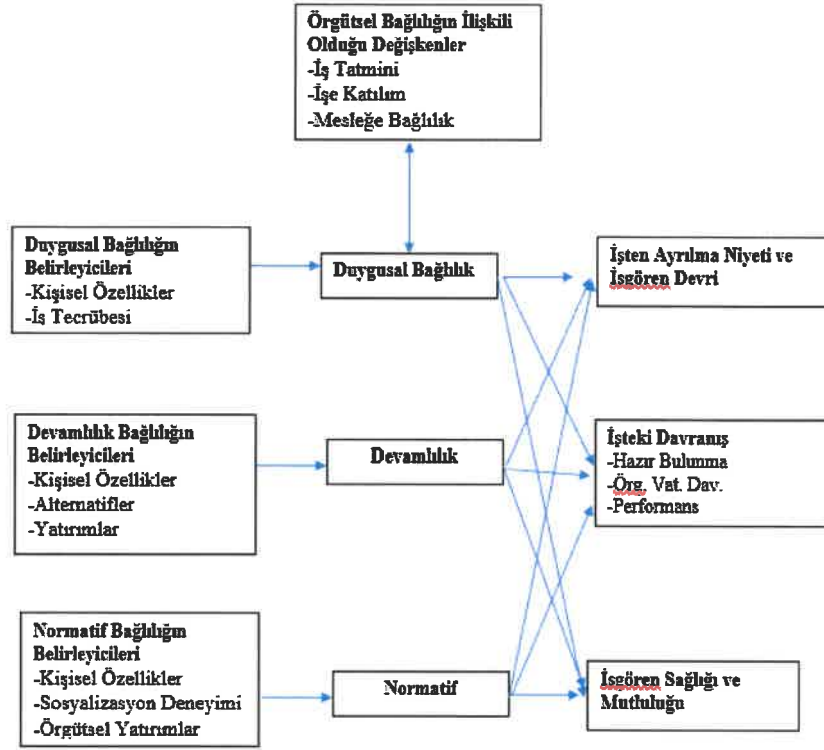 Örgütsel Bağlılığın İlişkili
Olduğu Değişkenler
-İş Tatmini
-İşe Katılım
-Mesleğe Bağlılık
Duygusal Bağlılığın
Belirleyicileri
-Kişisel Özellikler
-İş Tecrübesi
Duygusal Bağlılık
İşten Ayrılma Niyeti ve
İşgören Devri
Devamlılık Bağlılığın
Belirleyicileri
-Kişisel Özellikler
-Alternatifler
-Yatırımlar
Devamlılık
İşteki Davranış
-Hazır Bulunma
-Örg. Vat. Dav.
-Performans
Normatif Bağlılığın
Belirleyicileri
-Kişisel Özellikler
-Sosyalizasyon Deneyimi
-Örgütsel Yatırımlar
Normatif
İsgören Sağlığı ve
Mutluluğu